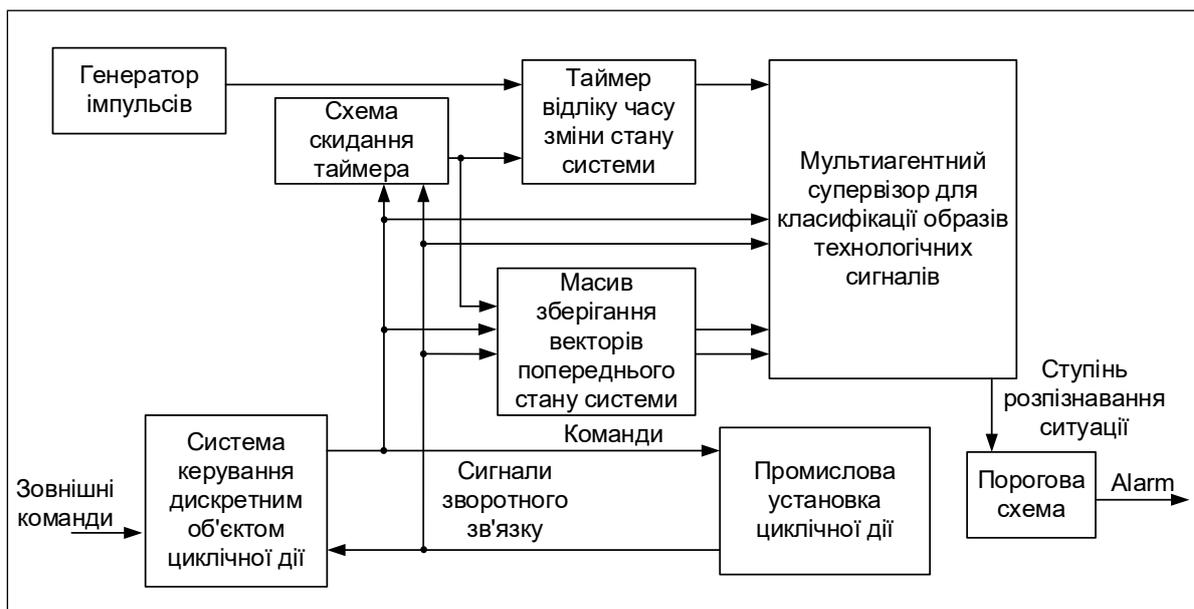 Генератор
імпульсів
Таймер
відліку часу
зміни стану
системи
Схема
скидання
таймера
Мультиагентний
супервізор для
класифікації образів
технологічних
сигналів
Масив
зберігання
векторів
попереднього
стану системи
Ступінь
розпізнавання
ситуації
Система
керування
дискретним
об'єктом
циклічної дії
Команди
Сигнали
зворотного
зв'язку
Промислова
установка
циклічної дії
Порогова
схема
Alarm
Зовнішні
команди